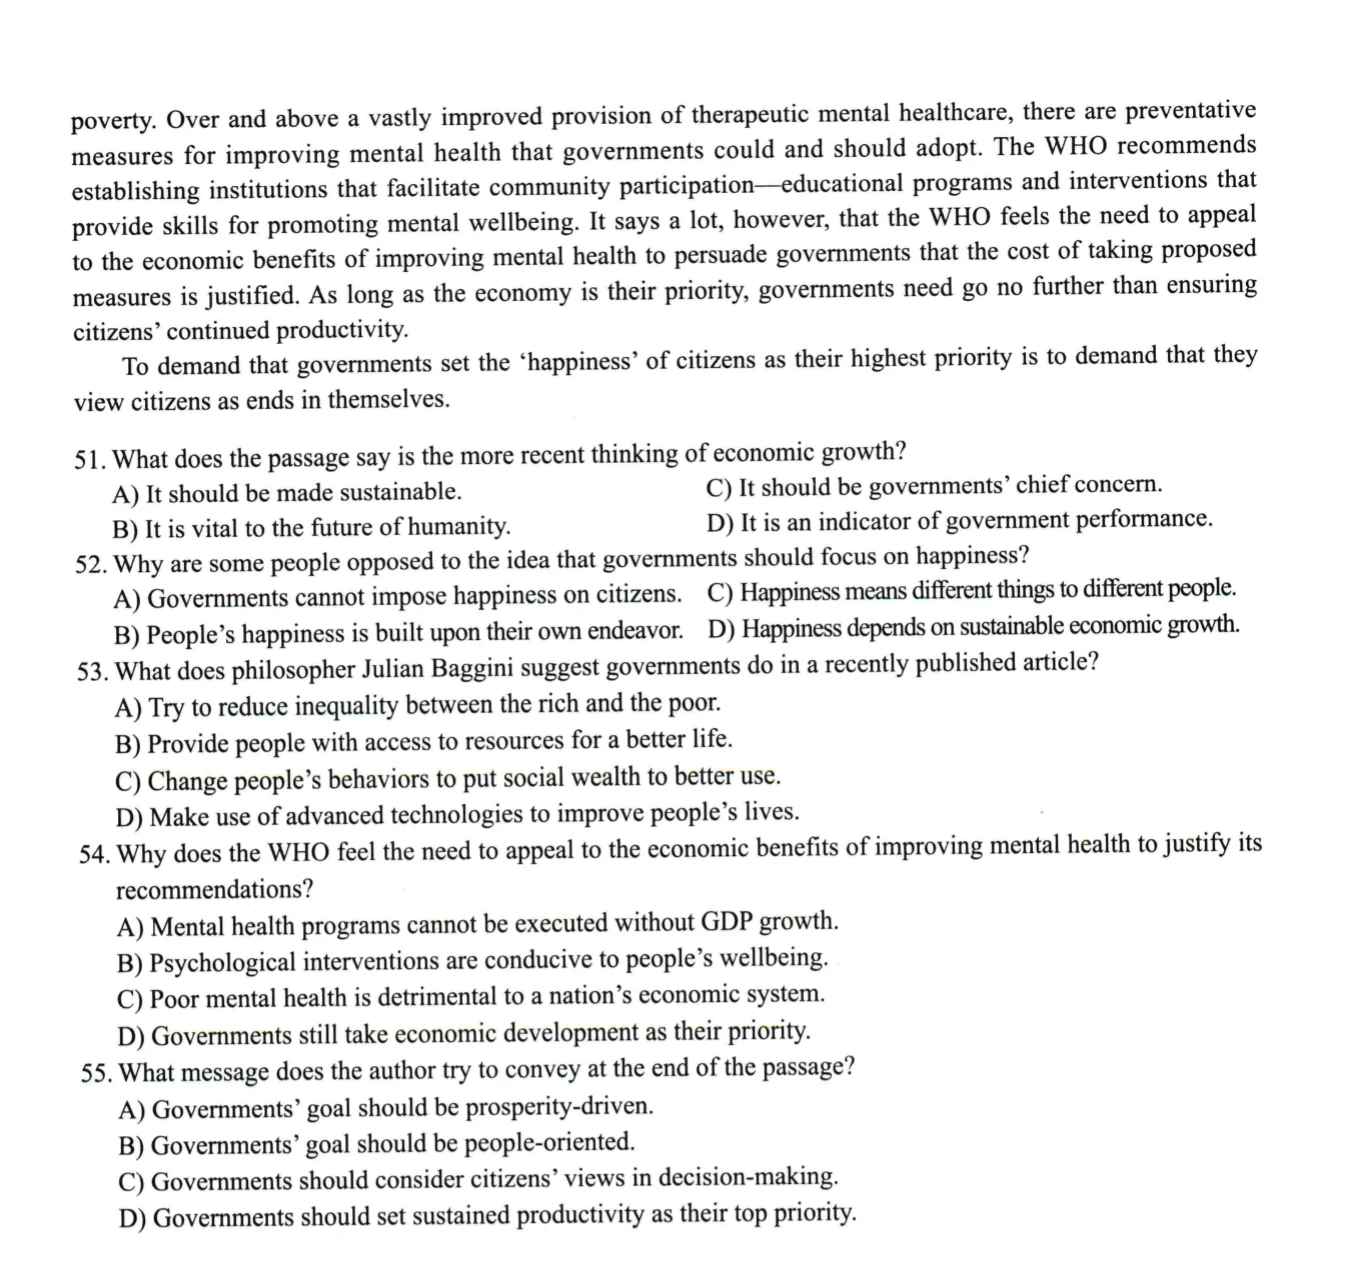 poverty. Over and above a vastly improved provision of therapeutic mental healthcare, there are preventative
measures for improving mental health that governments could and should adopt. The WHO recommends
establishing institutions that facilitate community participation—educational programs and interventions that
provide skills for promoting mental wellbeing. It says a lot, however, that the WHO feels the need to appeal
to the economic benefits of improving mental health to persuade governments that the cost of taking proposed
measures is justified. As long as the economy is their priority, governments need go no further than ensuring
citizens’ continued productivity.
To demand that governments set the ‘happiness’ of citizens as their highest priority is to demand that they
view citizens as ends in themselves.
51. What does the passage say is the more recent thinking of economic growth?
A) It should be made sustainable. C) It should be governments’ chief concern.
B) It is vital to the future of humanity. D) It is an indicator of government performance.
52. Why are some people opposed to the idea that governments should focus on happiness?
A) Governments cannot impose happiness on citizens. C) Happiness means different things to different people.
B) People’s happiness is built upon their own endeavor. D) Happiness depends on sustainable economic growth.
53. What does philosopher Julian Baggini suggest governments do in a recently published article?
A) Try to reduce inequality between the rich and the poor.
B) Provide people with access to resources for a better life.
C) Change people’s behaviors to put social wealth to better use.
D) Make use of advanced technologies to improve people’s lives.
54. Why does the WHO feel the need to appeal to the economic benefits of improving mental health to justify its
recommendations?
A) Mental health programs cannot be executed without GDP growth.
B) Psychological interventions are conducive to people’s wellbeing.
C) Poor mental health is detrimental to a nation’s economic system.
D) Governments still take economic development as their priority.
55. What message does the author try to convey at the end of the passage?
A) Governments’ goal should be prosperity-driven.
B) Governments’ goal should be people-oriented.
C) Governments should consider citizens’ views in decision-making.
D) Governments should set sustained productivity as their top priority.